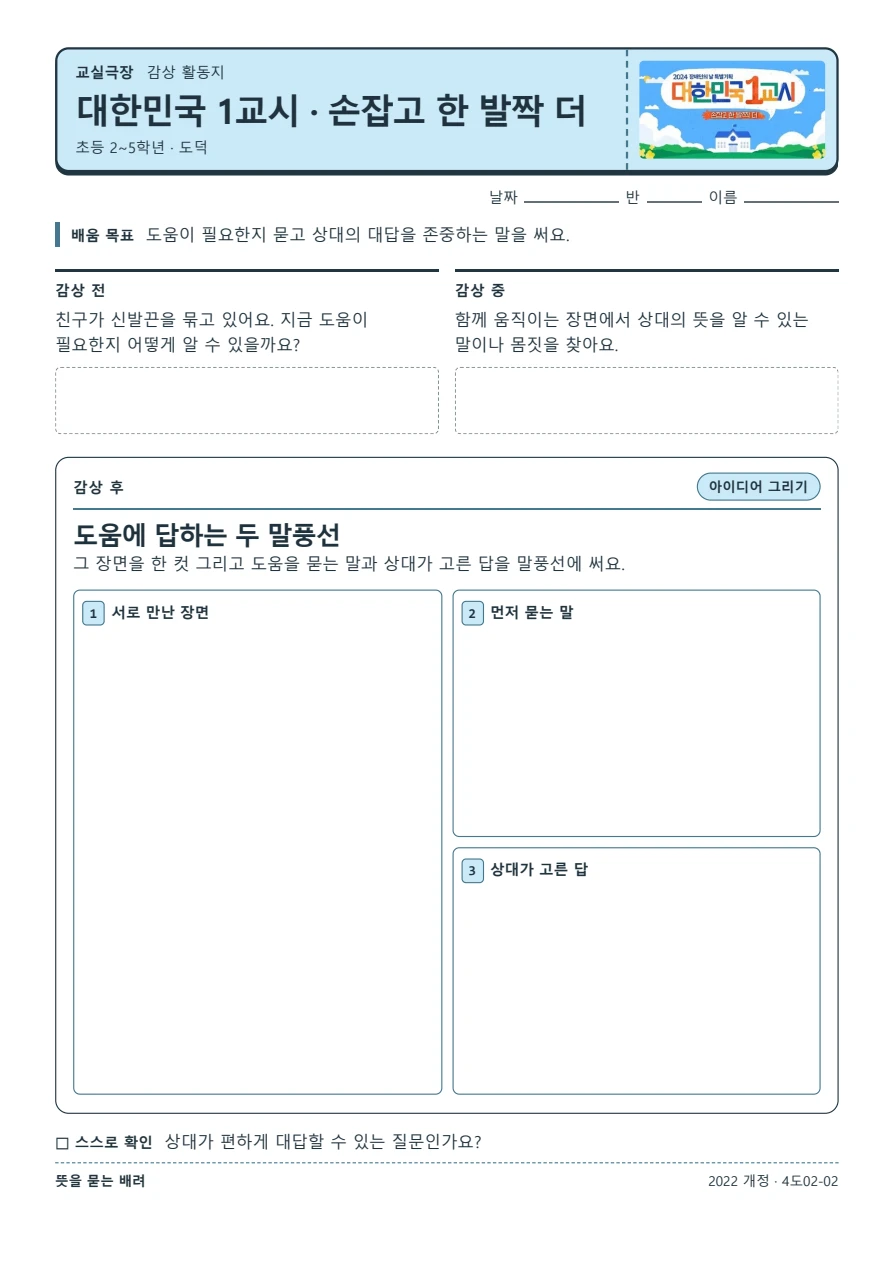 교실극장 감상 활동지
대한민국 1교시 · 손잡고 한 발짝 더
초등 2~5학년 · 도덕
2024 장애인의 날 특별기획
대한민국1교시
손잡고 한 발짝 더
날짜 반 이름
배움 목표 도움이 필요한지 묻고 상대의 대답을 존중하는 말을 써요.
감상 전
친구가 신발끈을 묶고 있어요. 지금 도움이
필요한지 어떻게 알 수 있을까요?
감상 중
함께 움직이는 장면에서 상대의 뜻을 알 수 있는
말이나 몸짓을 찾아요.
감상 후
아이디어 그리기
도움에 답하는 두 말풍선
그 장면을 한 컷 그리고 도움을 묻는 말과 상대가 고른 답을 말풍선에 써요.
1 서로 만난 장면
2 먼저 묻는 말
3 상대가 고른 답
□ 스스로 확인 상대가 편하게 대답할 수 있는 질문인가요?
뜻을 묻는 배려
2022 개정 · 4도02-02